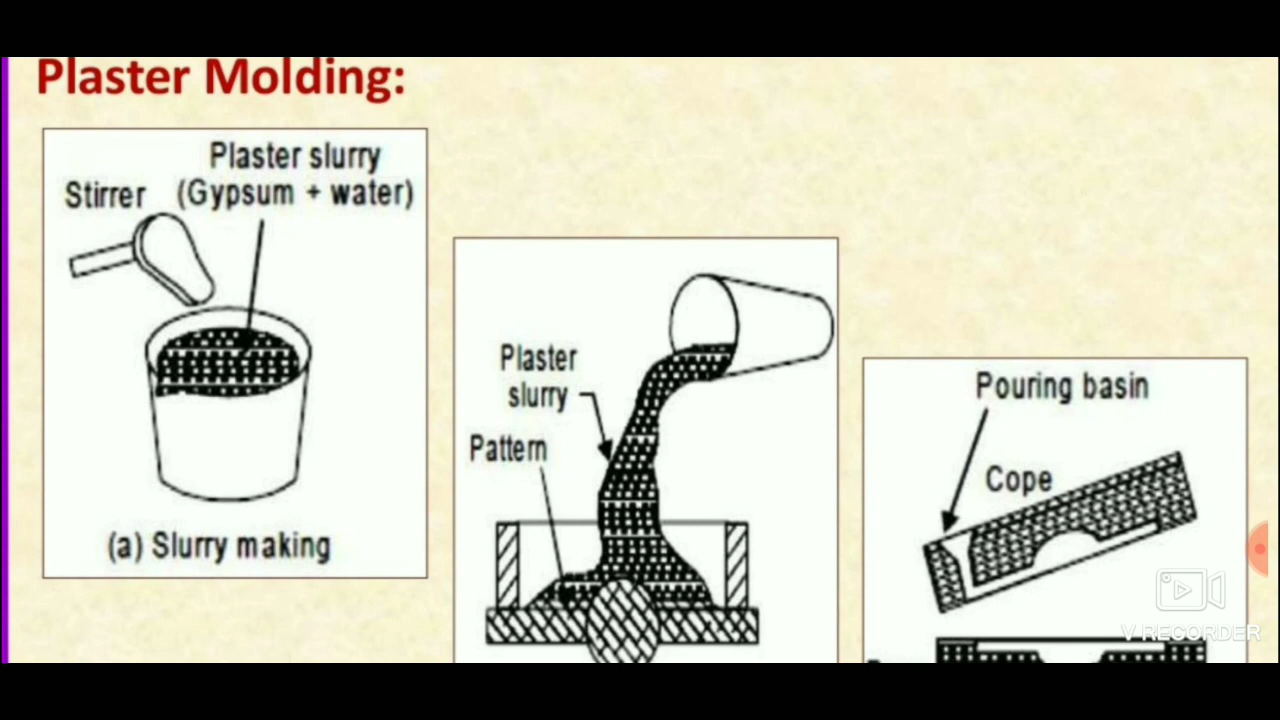 Plaster Molding:
Plaster slurry
(Gypsum + water)
Stirrer
(a) Slurry making
Plaster
slurry
Pattern
Pouring basin
Cope
V RECORDER